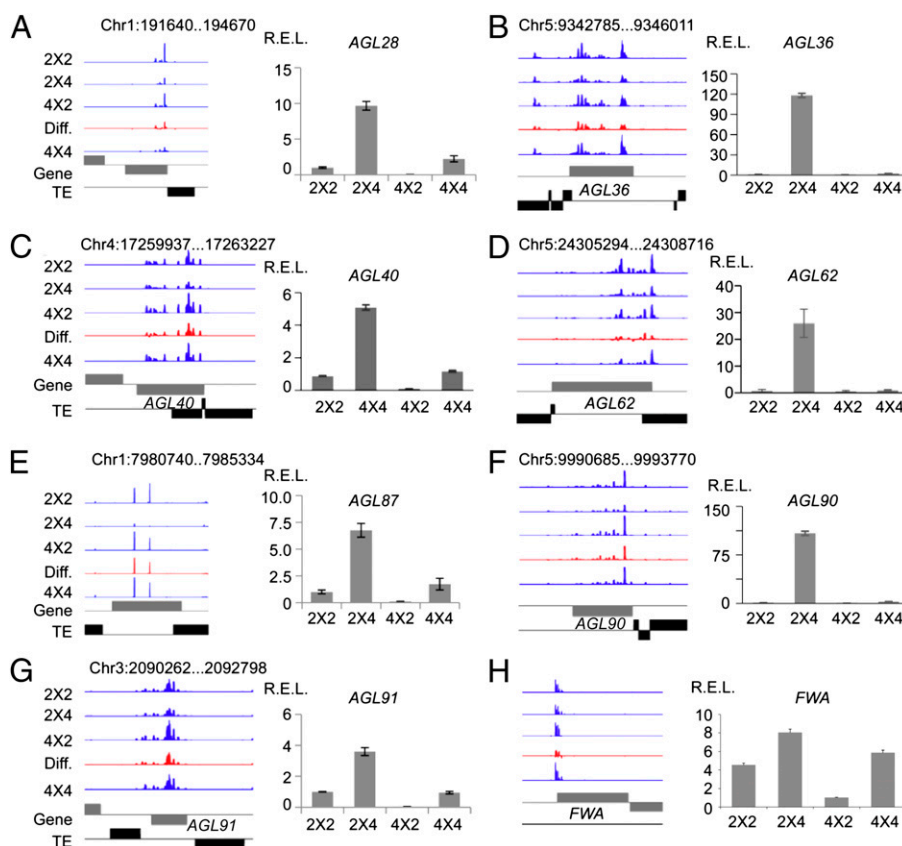 A Chr1:191640..194670
2X2
2X4
4X2
Diff.
4X4
Gene
TE
R.E.L. AGL28
15
10
5
0
2X2 2X4 4X2 4X4
B Chr5:9342785...9346011
AGL36
R.E.L. AGL36
150
120
90
60
30
0
2X2 2X4 4X2 4X4
C Chr4:17259937...17263227
2X2
2X4
4X2
Diff.
4X4
Gene
AGL40
TE
R.E.L. AGL40
6
4
2
0
2X2 4X4 4X2 4X4
D Chr5:24305294...24308716
AGL62
R.E.L. AGL62
40
30
20
10
0
2X2 2X4 4X2 4X4
E Chr1:7980740..7985334
2X2
2X4
4X2
Diff.
4X4
Gene
TE
R.E.L. AGL87
10.0
7.5
5.0
2.5
0
2X2 2X4 4X2 4X4
F Chr5:9990685...9993770
AGL90
R.E.L. AGL90
150
75
0
2X2 2X4 4X2 4X4
G Chr3:2090262...2092798
2X2
2X4
4X2
Diff.
4X4
Gene
AGL91
TE
R.E.L. AGL91
6
4
2
0
2X2 2X4 4X2 4X4
H
FWA
R.E.L. FWA
10
8
6
4
2
0
2X2 2X4 4X2 4X4